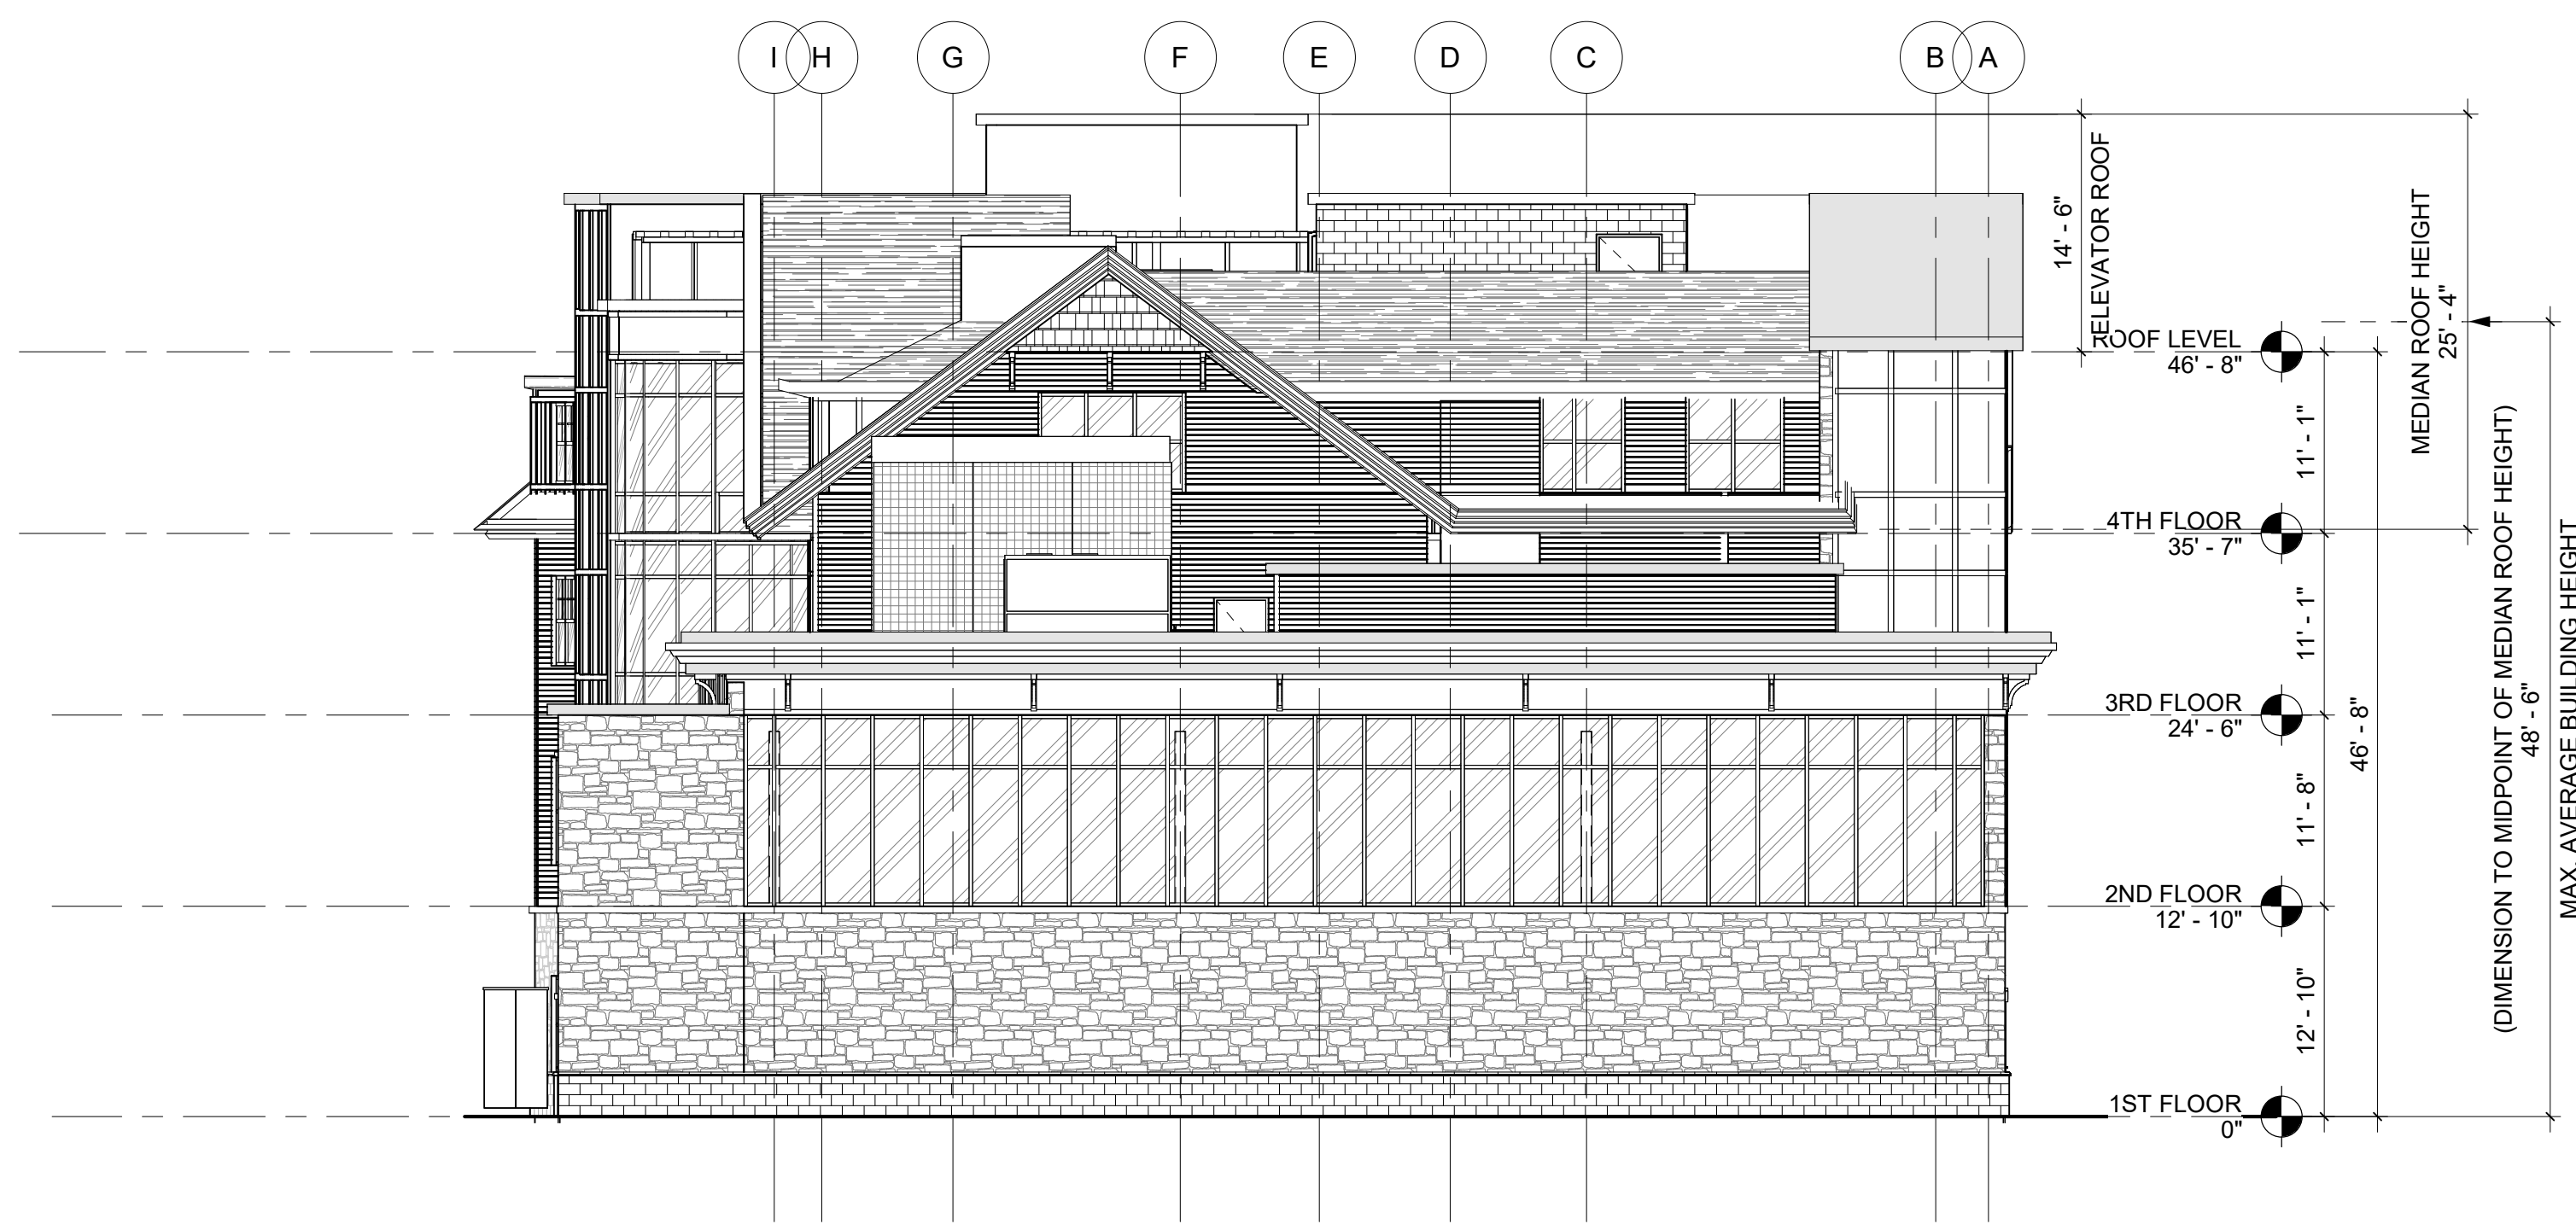 I
H
G
F
E
D
C
B
A
14' - 6"
ELEVATOR ROOF
MEDIAN ROOF HEIGHT
25' - 4"
ROOF LEVEL
46' - 8"
11' - 1"
4TH FLOOR
35' - 7"
11' - 1"
3RD FLOOR
24' - 6"
46' - 8"
11' - 8"
2ND FLOOR
12' - 10"
12' - 10"
1ST FLOOR
0"
(DIMENSION TO MIDPOINT OF MEDIAN ROOF HEIGHT)
48' - 6"
MAX. AVERAGE BUILDING HEIGHT